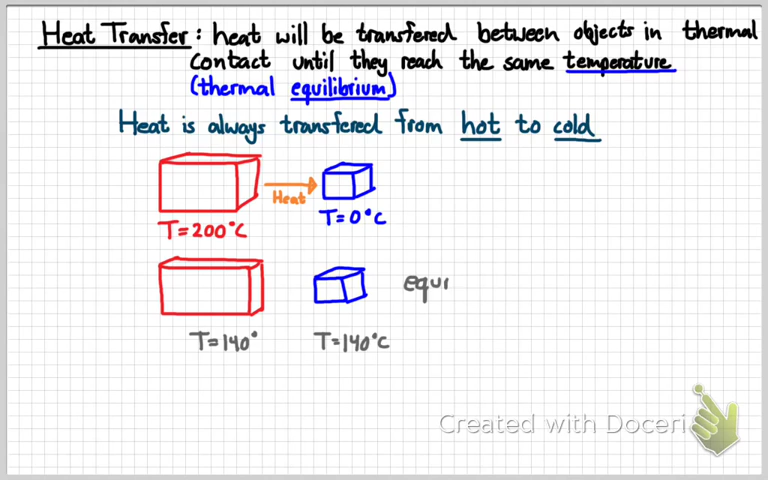 Heat Transfer: heat will be transfered between objects in thermal
contact until they reach the same temperature
(thermal equilibrium)
Heat is always transfered from hot to cold
Heat
T=200°C
T=0°C
equi
T=140°
T=140°C
Created with Doceri